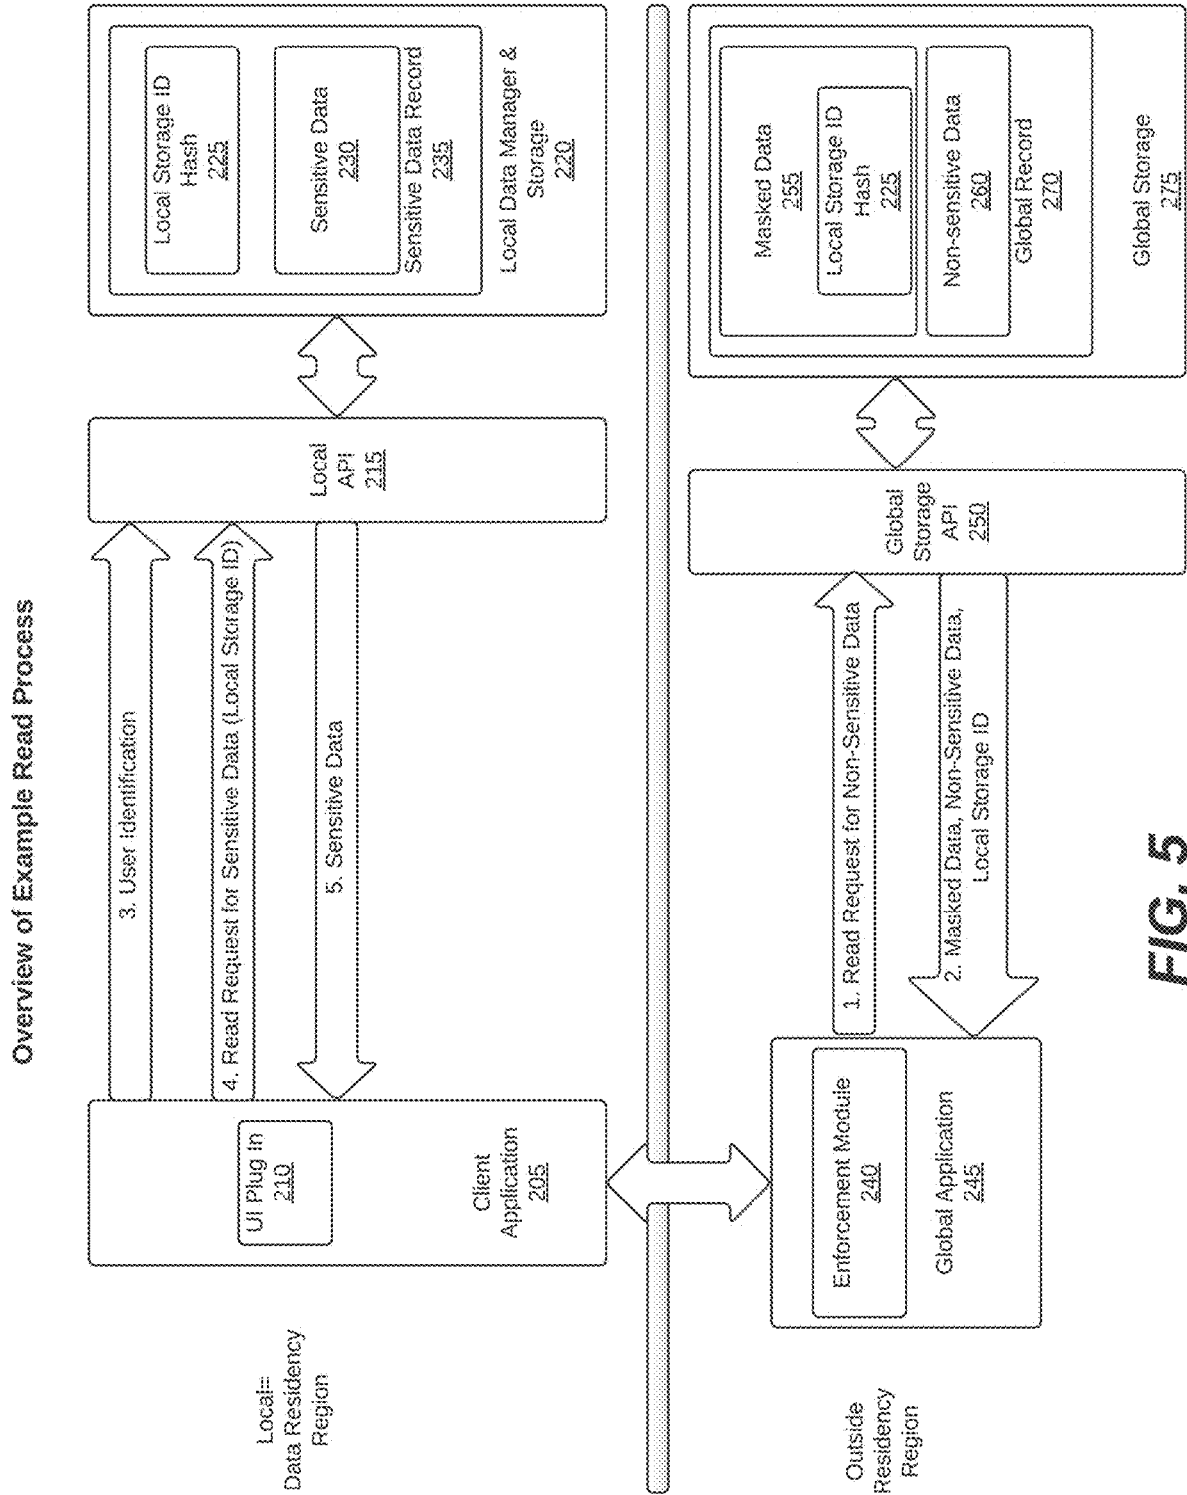 Overview of Example Read Process
Local=
Data Residency
Region
UI Plug In
210
Client
Application
205
3. User Identification
4. Read Request for Sensitive Data (Local Storage ID)
5. Sensitive Data
Local
API
215
Local Storage ID
Hash
225
Sensitive Data
230
Sensitive Data Record
235
Local Data Manager &
Storage
220
Outside
Residency
Region
Enforcement Module
240
Global Application
245
1. Read Request for Non-Sensitive Data
2. Masked Data, Non-Sensitive Data,
Local Storage ID
Global
Storage
API
250
Masked Data
255
Local Storage ID
Hash
225
Non-sensitive Data
260
Global Record
270
Global Storage
275
FIG. 5